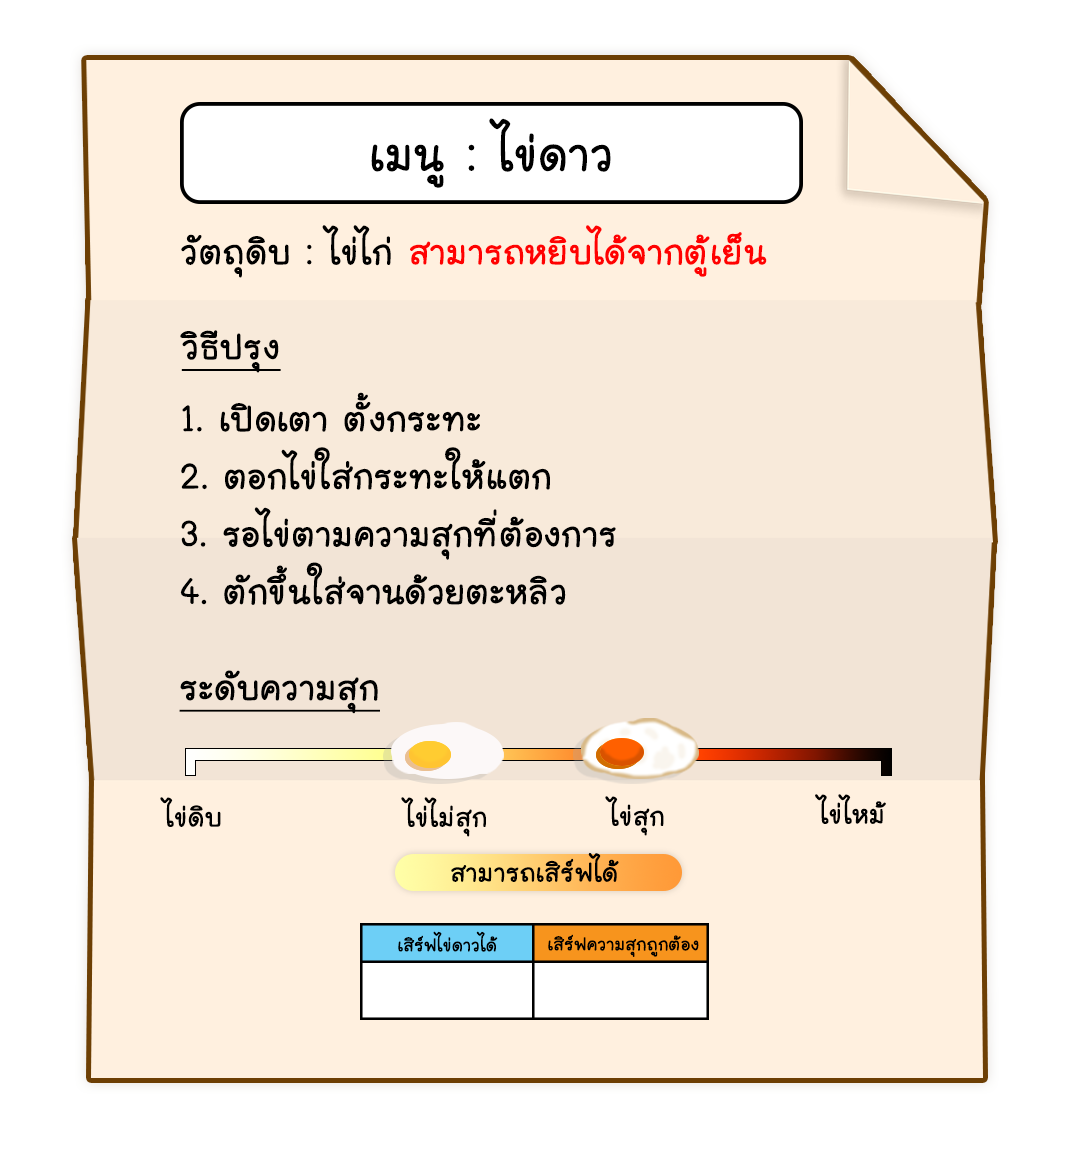 เมนู : ไข่ดาว
วัตถุดิบ : ไข่ไก่ สามารถหยิบได้จากตู้เย็น
วิธีปรุง
1. เปิดเตา ตั้งกระทะ
2. ตอกไข่ใส่กระทะให้แตก
3. รอไข่ตามความสุกที่ต้องการ
4. ตักขึ้นใส่จานด้วยตะหลิว
ระดับความสุก
ไข่ดิบ ไข่ไม่สุก ไข่สุก ไข่ไหม้
สามารถเสิร์ฟได้
เสิร์ฟไข่ดาวได้ เสิร์ฟความสุกถูกต้อง